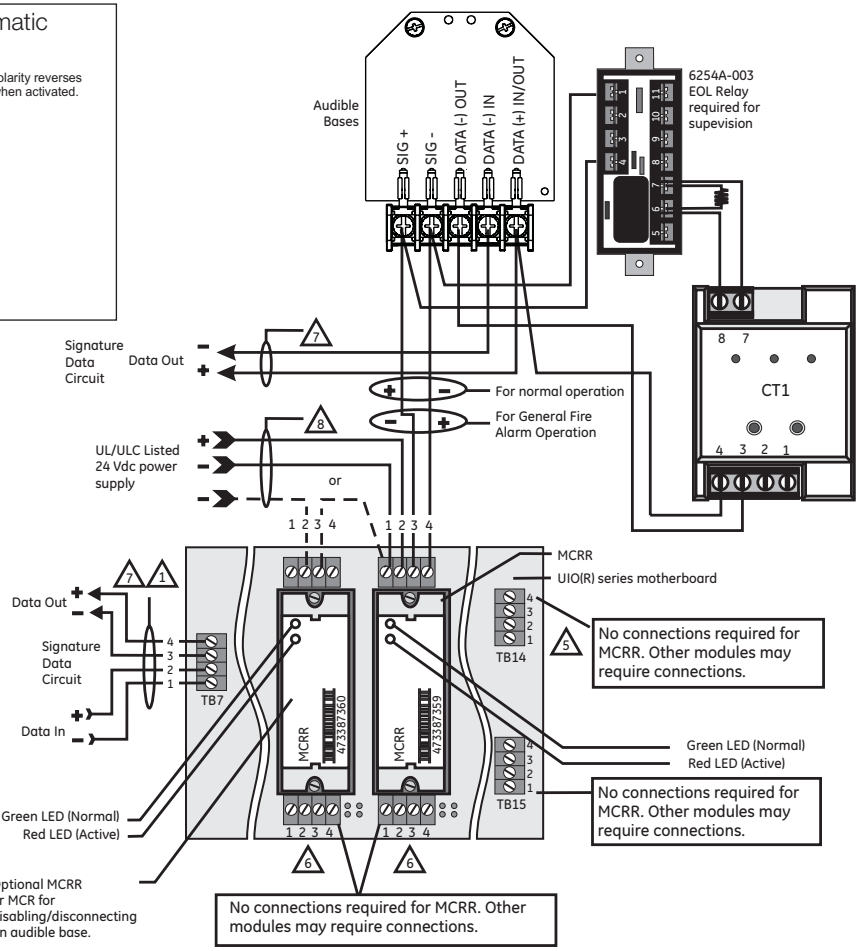 matic
olarity reverses
when activated.
Audible
Bases
SIG +
SIG -
DATA (-) OUT
DATA (-) IN
DATA (+) IN/OUT
1
2
3
4
11
10
9
8
7
6
5
6254A-003
EOL Relay
required for
supevision
8 7
CT1
4 3 2 1
Signature
Data
Circuit
Data Out
-
+
7
+ -
For normal operation
- +
For General Fire
Alarm Operation
8
UL/ULC Listed
24 Vdc power
supply
+
-
-
or
1 2 3 4
1 2 3 4
MCRR
UIO(R) series motherboard
7 1
Data Out
+
-
Signature
Data
Circuit
Data In
+
-
4
3
2
1
TB7
MCRR
473387360
MCRR
473387359
4
3
2
1
TB14
5
No connections required for
MCRR. Other modules may
require connections.
Green LED (Normal)
Red LED (Active)
4
3
2
1
TB15
No connections required for
MCRR. Other modules may
require connections.
Green LED (Normal)
Red LED (Active)
1 2 3 4
1 2 3 4
6
6
ptional MCRR
r MCR for
isabling/disconnecting
n audible base.
No connections required for MCRR. Other
modules may require connections.